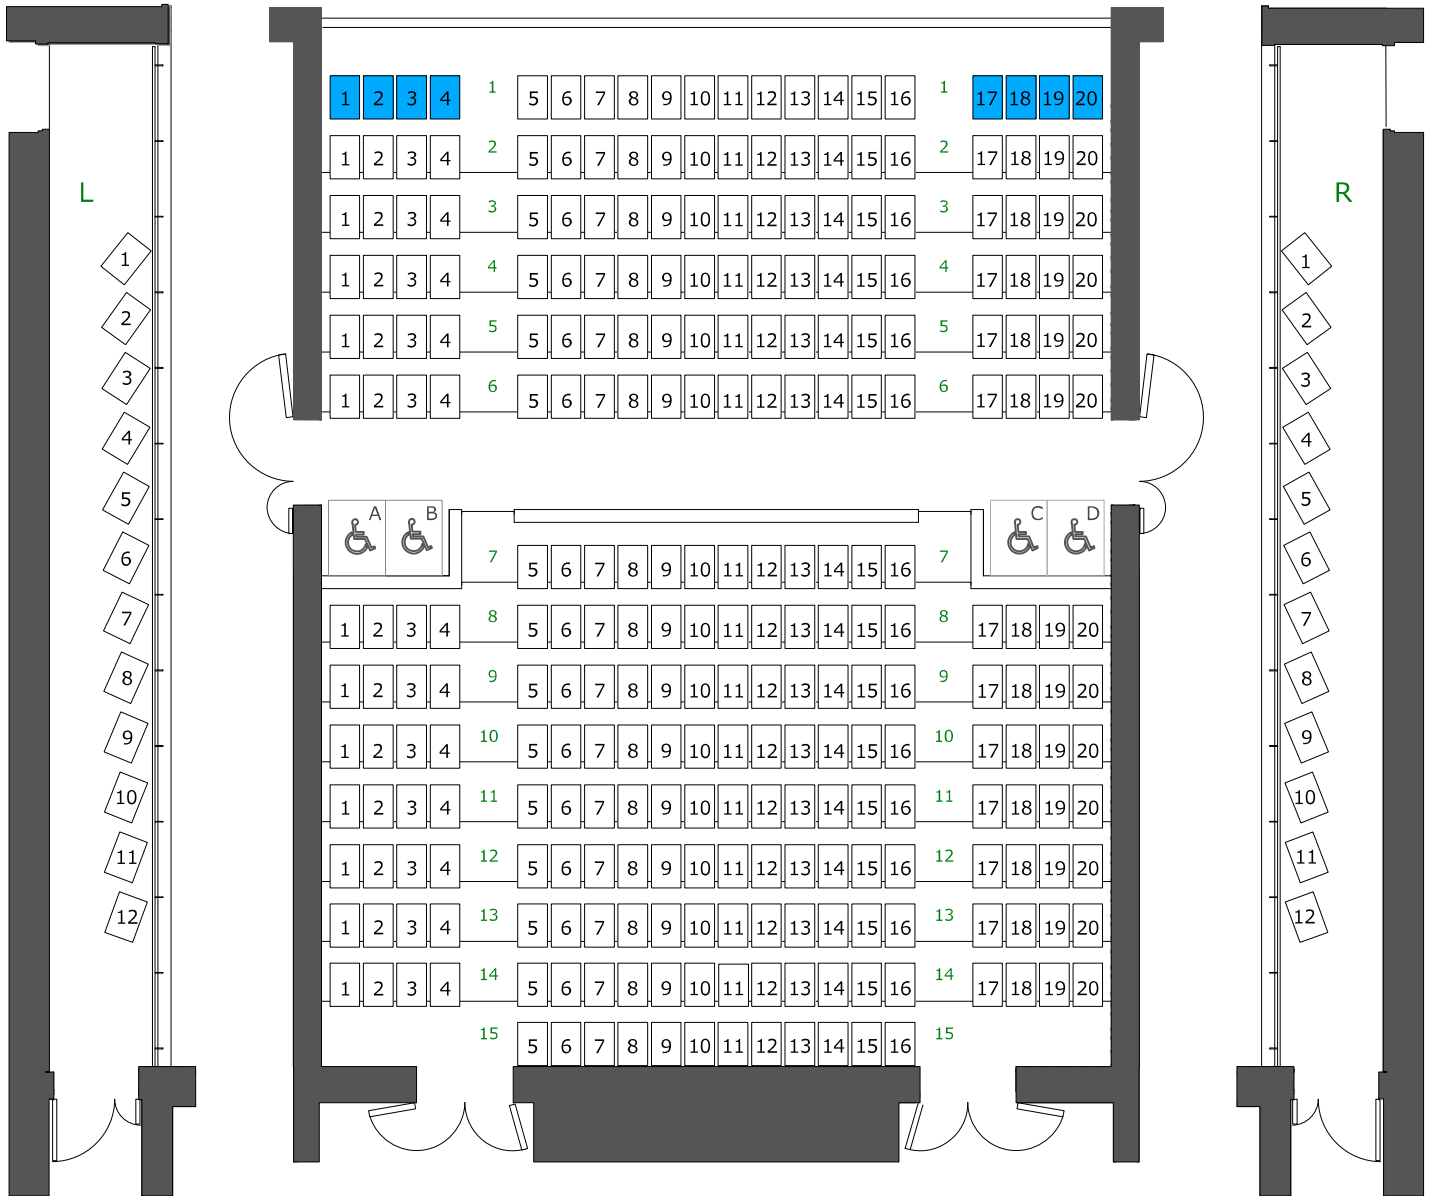 1 2 3 4 1 5 6 7 8 9 10 11 12 13 14 15 16 1 17 18 19 20
1 2 3 4 2 5 6 7 8 9 10 11 12 13 14 15 16 2 17 18 19 20
L R
1 2 3 4 3 5 6 7 8 9 10 11 12 13 14 15 16 3 17 18 19 20
1 1 2 3 4 4 5 6 7 8 9 10 11 12 13 14 15 16 4 17 18 19 20 1
2 1 2 3 4 5 5 6 7 8 9 10 11 12 13 14 15 16 5 17 18 19 20 2
3 1 2 3 4 6 5 6 7 8 9 10 11 12 13 14 15 16 6 17 18 19 20 3
4 4
5 A B C D 5
6 7 5 6 7 8 9 10 11 12 13 14 15 16 7 6
7 1 2 3 4 8 5 6 7 8 9 10 11 12 13 14 15 16 8 17 18 19 20 7
8 1 2 3 4 9 5 6 7 8 9 10 11 12 13 14 15 16 9 17 18 19 20 8
9 1 2 3 4 10 5 6 7 8 9 10 11 12 13 14 15 16 10 17 18 19 20 9
10 1 2 3 4 11 5 6 7 8 9 10 11 12 13 14 15 16 11 17 18 19 20 10
11 1 2 3 4 12 5 6 7 8 9 10 11 12 13 14 15 16 12 17 18 19 20 11
12 1 2 3 4 13 5 6 7 8 9 10 11 12 13 14 15 16 13 17 18 19 20 12
1 2 3 4 14 5 6 7 8 9 10 11 12 13 14 15 16 14 17 18 19 20
15 5 6 7 8 9 10 11 12 13 14 15 16 15